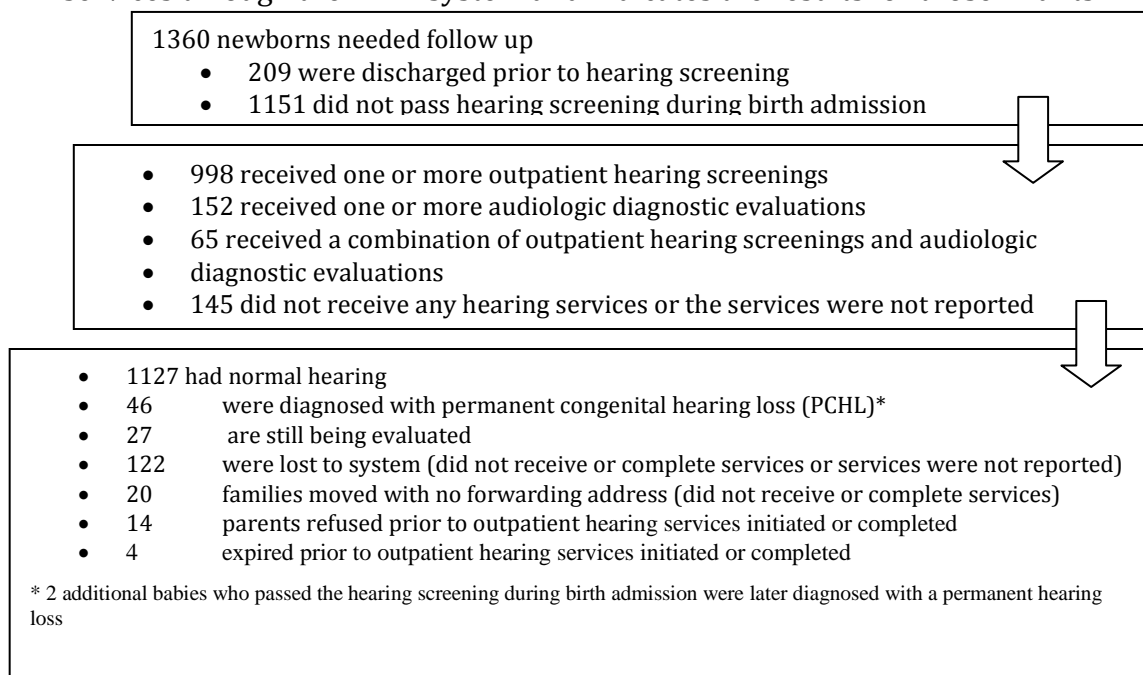 1360 newborns needed follow up
• 209 were discharged prior to hearing screening
• 1151 did not pass hearing screening during birth admission
• 998 received one or more outpatient hearing screenings
• 152 received one or more audiologic diagnostic evaluations
• 65 received a combination of outpatient hearing screenings and audiologic
• diagnostic evaluations
• 145 did not receive any hearing services or the services were not reported
• 1127 had normal hearing
• 46 were diagnosed with permanent congenital hearing loss (PCHL)*
• 27 are still being evaluated
• 122 were lost to system (did not receive or complete services or services were not reported)
• 20 families moved with no forwarding address (did not receive or complete services)
• 14 parents refused prior to outpatient hearing services initiated or completed
• 4 expired prior to outpatient hearing services initiated or completed
* 2 additional babies who passed the hearing screening during birth admission were later diagnosed with a permanent hearing
loss